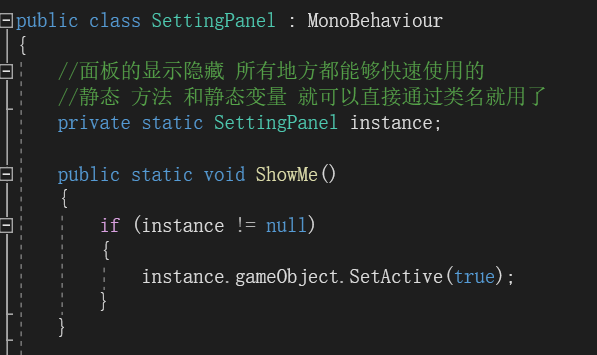 public class SettingPanel : MonoBehaviour
{
//面板的显示隐藏 所有地方都能够快速使用的
//静态 方法 和静态变量 就可以直接通过类名就用了
private static SettingPanel instance;
public static void ShowMe()
{
if (instance != null)
{
instance.gameObject.SetActive(true);
}
}